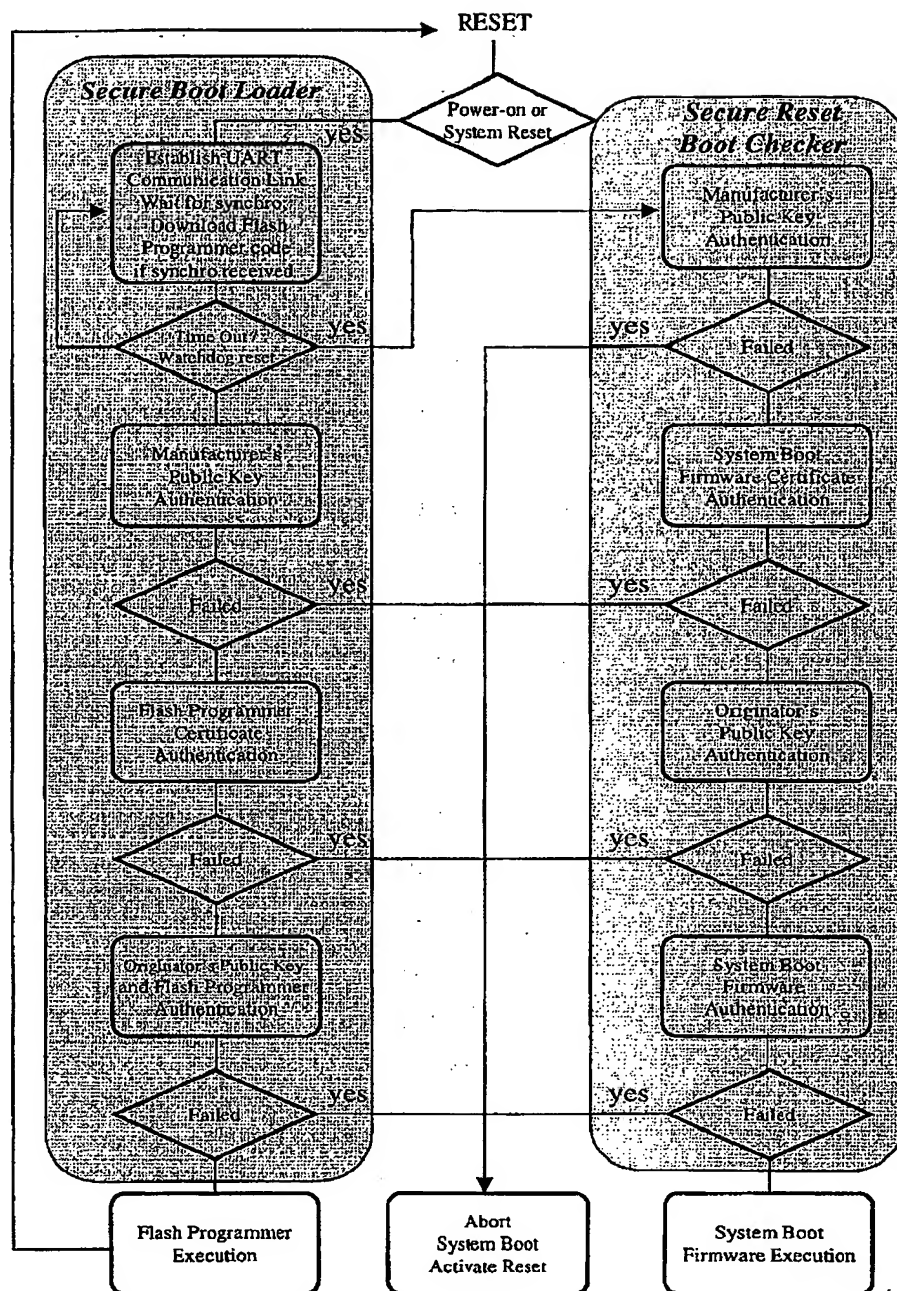 RESET
Power-on or
System Reset
yes
Secure Boot Loader
Establish UART
Communication Link
Wait for synchro,
Download Flash
Programmer code
if synchro received
Time Out /
Watchdog reset
yes
Manufacturer's
Public Key
Authentication
Failed
yes
Flash Programmer
Certificate
Authentication
Failed
yes
Originator's Public Key
and Flash Programmer
Authentication
Failed
yes
Flash Programmer
Execution
Abort
System Boot
Activate Reset
Secure Reset
Boot Checker
Manufacturer's
Public Key
Authentication
yes
Failed
System Boot
Firmware Certificate
Authentication
yes
Failed
Originator's
Public Key
Authentication
yes
Failed
System Boot
Firmware
Authentication
yes
Failed
System Boot
Firmware Execution